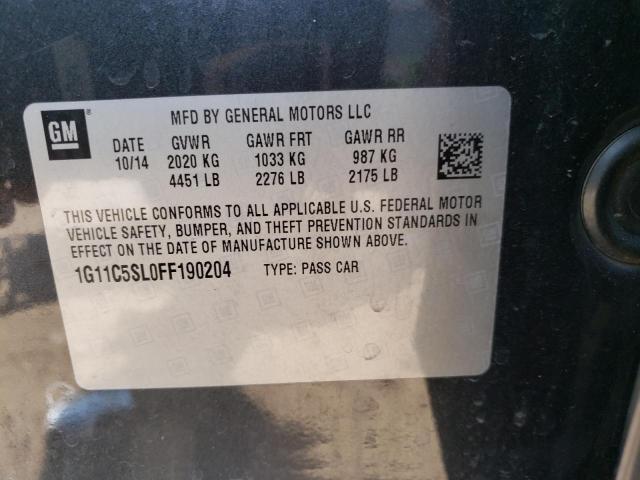 GM ®
MFD BY GENERAL MOTORS LLC
DATE GVWR GAWR FRT GAWR RR
10/14 2020 KG 1033 KG 987 KG
4451 LB 2276 LB 2175 LB
THIS VEHICLE CONFORMS TO ALL APPLICABLE U.S. FEDERAL MOTOR
VEHICLE SAFETY, BUMPER, AND THEFT PREVENTION STANDARDS IN
EFFECT ON THE DATE OF MANUFACTURE SHOWN ABOVE.
1G11C5SL0FF190204 TYPE: PASS CAR